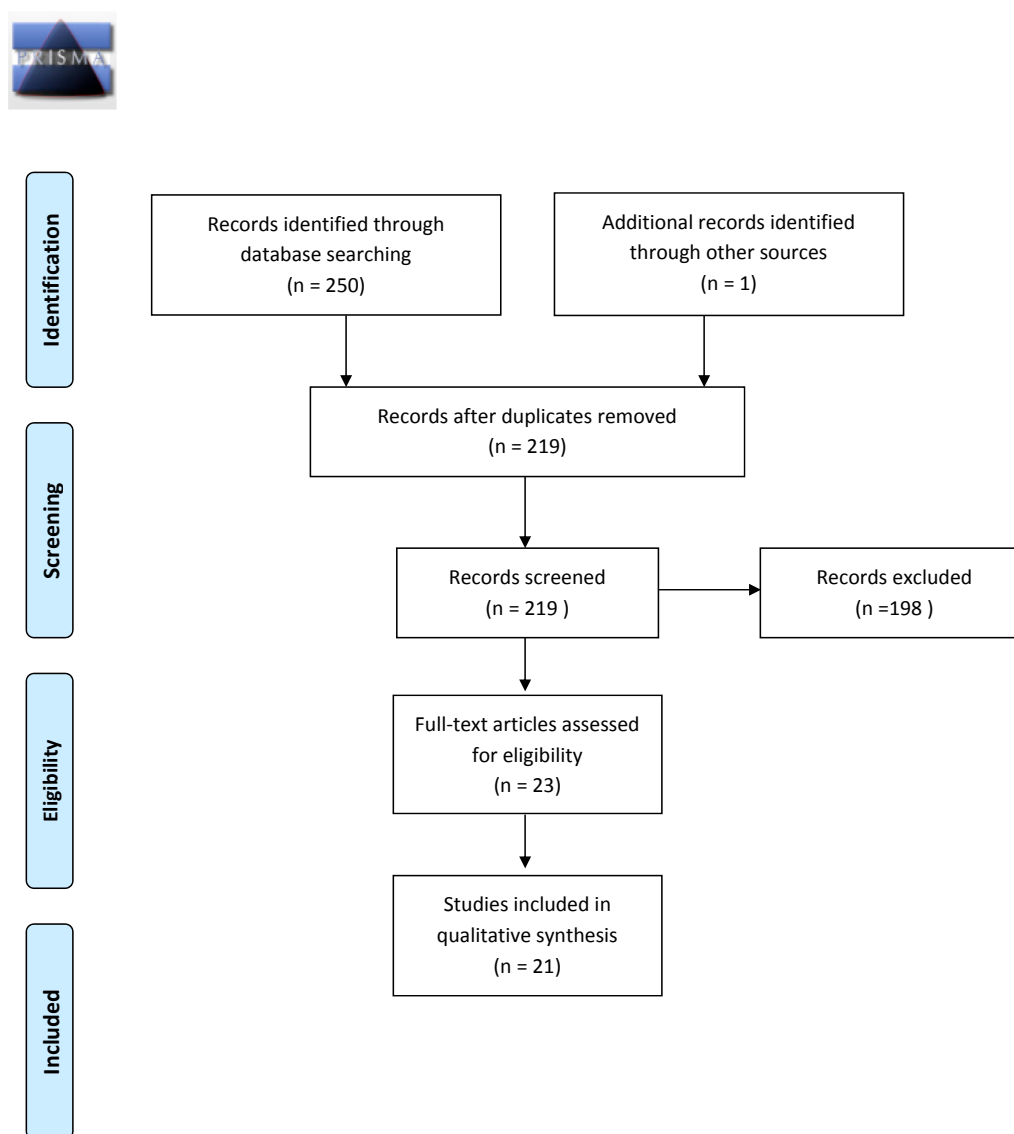 PRISMA
Identification
Records identified through
database searching
(n = 250)
Additional records identified
through other sources
(n = 1)
Records after duplicates removed
(n = 219)
Screening
Records screened
(n = 219 )
Records excluded
(n =198 )
Eligibility
Full-text articles assessed
for eligibility
(n = 23)
Studies included in
qualitative synthesis
(n = 21)
Included